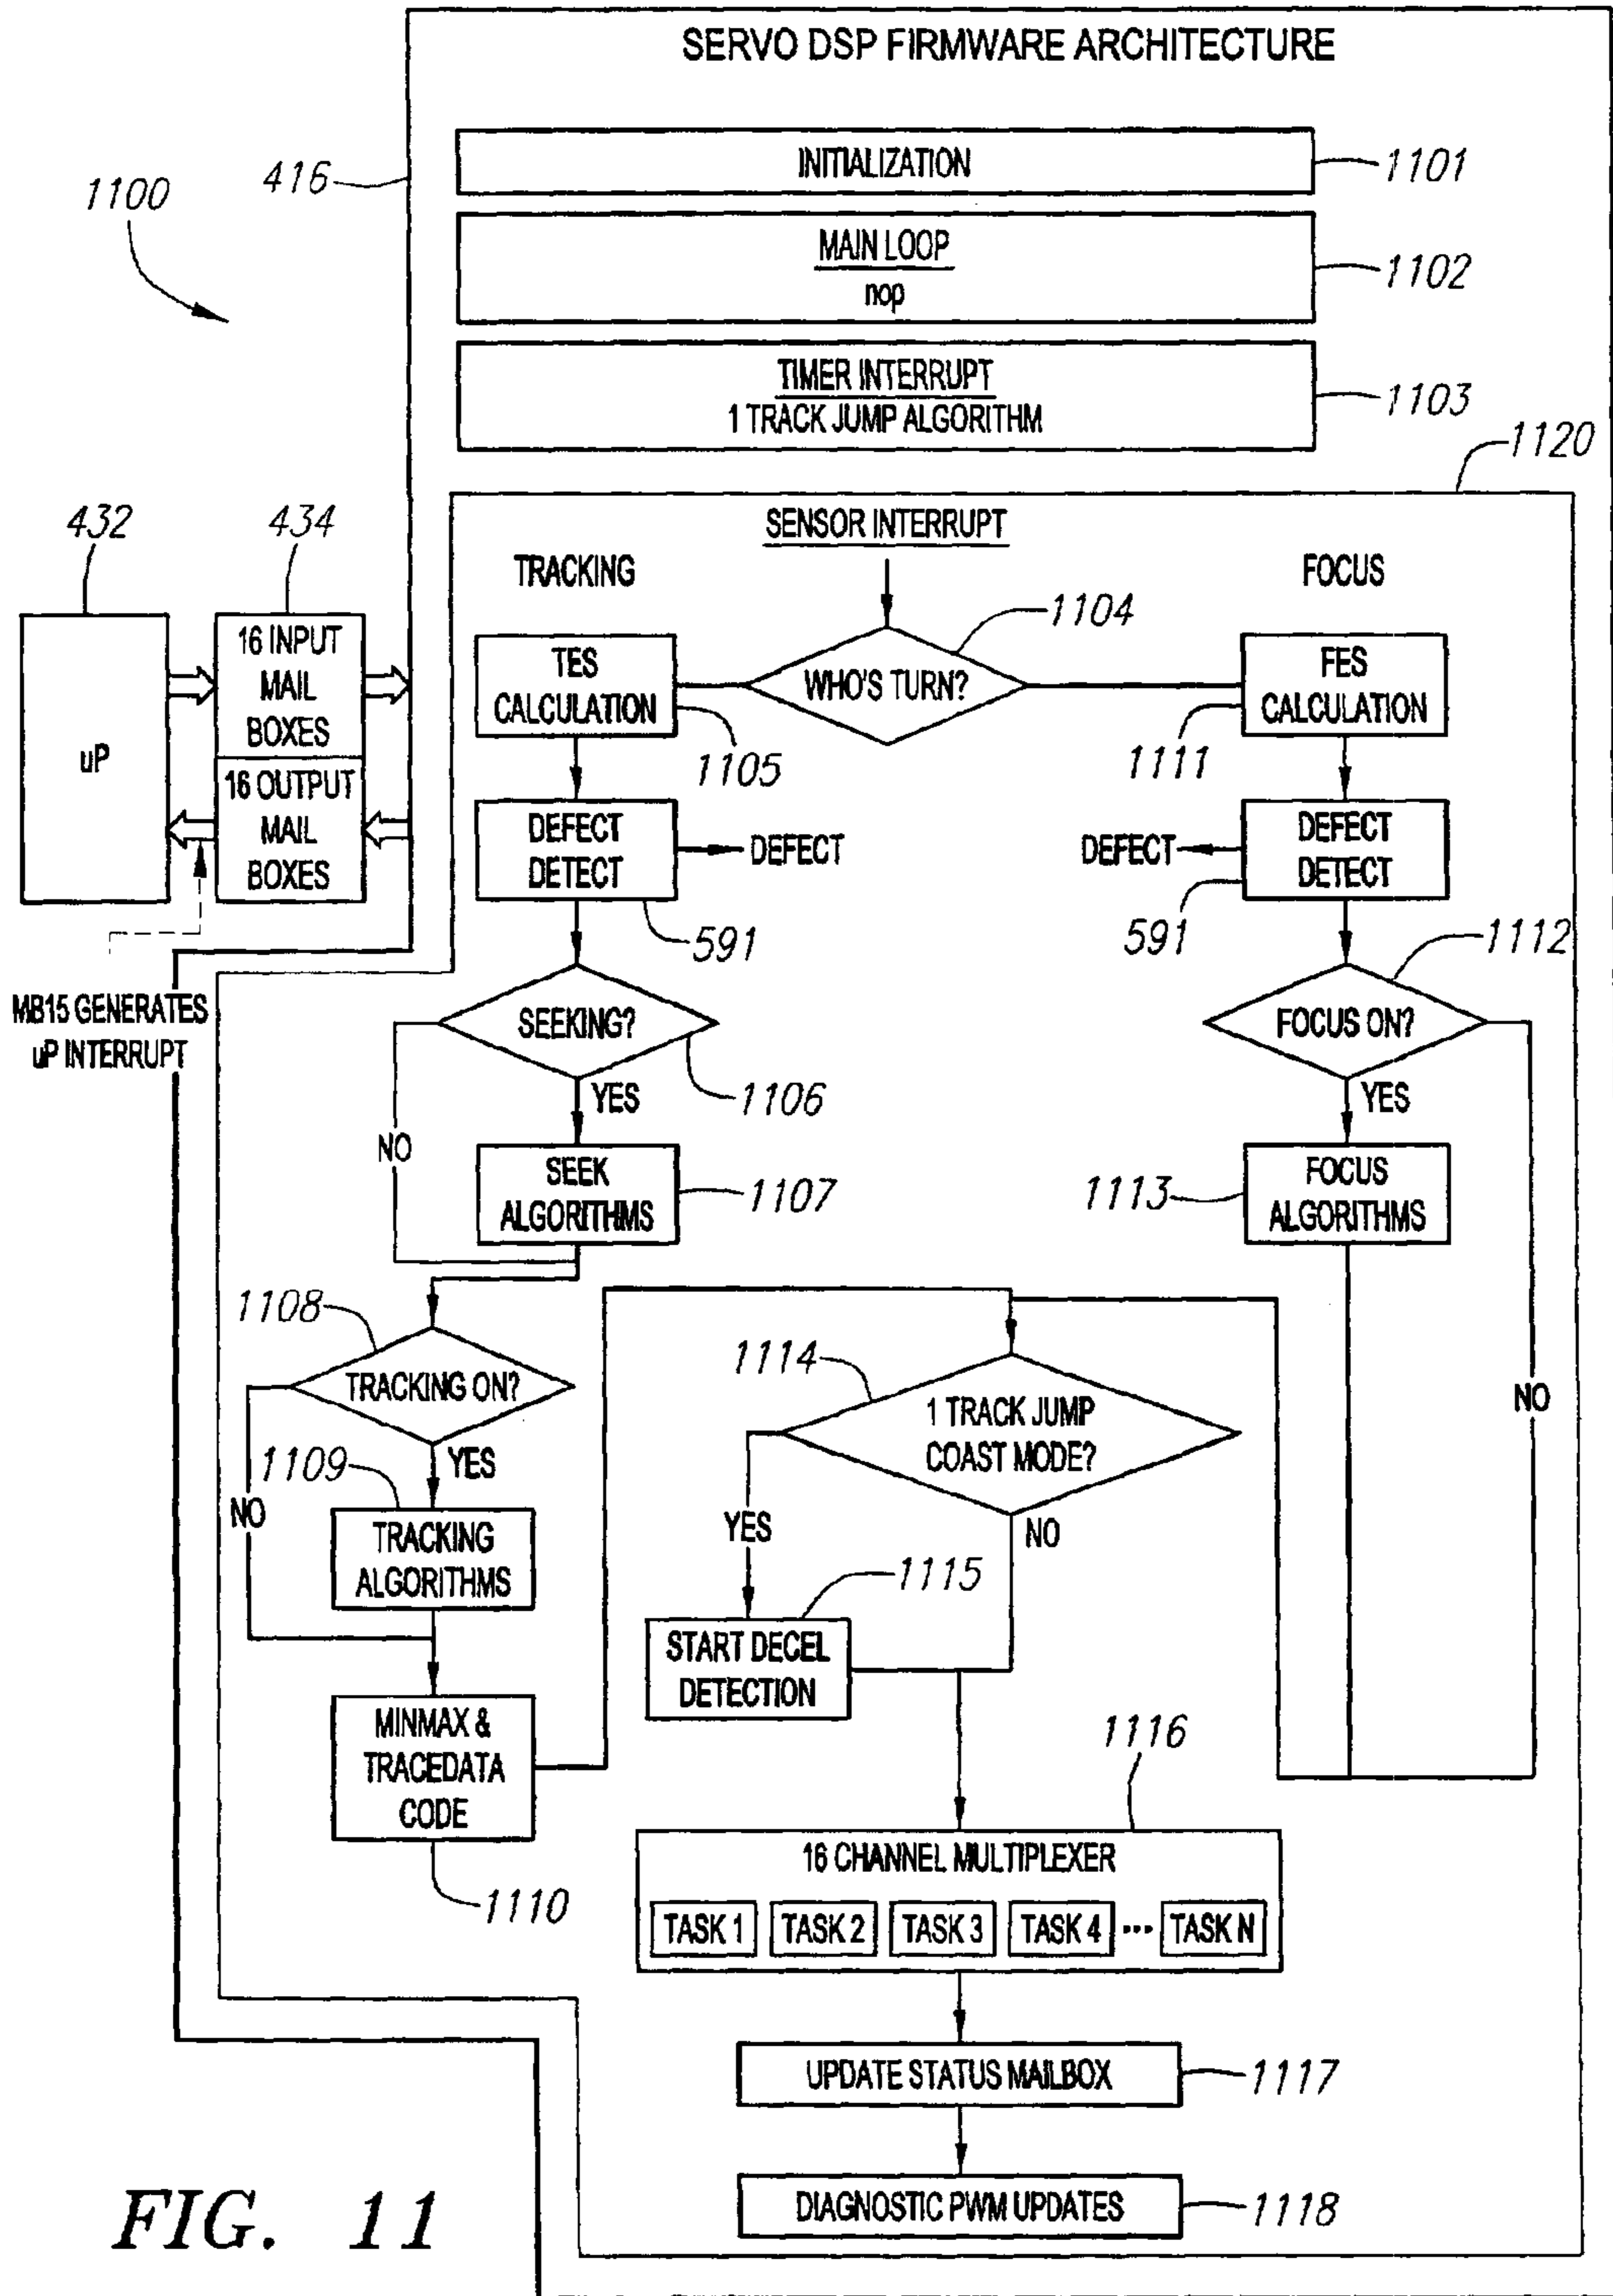 SERVO DSP FIRMWARE ARCHITECTURE
416
1100
INITIALIZATION
1101
MAIN LOOP
nop
1102
TIMER INTERRUPT
1 TRACK JUMP ALGORITHM
1103
1120
432
434
uP
16 INPUT
MAIL
BOXES
16 OUTPUT
MAIL
BOXES
MB15 GENERATES
uP INTERRUPT
SENSOR INTERRUPT
TRACKING
FOCUS
1104
WHO'S TURN?
TES
CALCULATION
1105
FES
CALCULATION
1111
DEFECT
DETECT
DEFECT
591
DEFECT
DEFECT
DETECT
591
SEEKING?
1106
YES
NO
SEEK
ALGORITHMS
1107
1112
FOCUS ON?
YES
NO
FOCUS
ALGORITHMS
1113
1108
TRACKING ON?
YES
NO
1109
TRACKING
ALGORITHMS
MINMAX &
TRACEDATA
CODE
1110
1114
1 TRACK JUMP
COAST MODE?
YES
NO
1115
START DECEL
DETECTION
1116
16 CHANNEL MULTIPLEXER
TASK 1 TASK 2 TASK 3 TASK 4 ... TASK N
UPDATE STATUS MAILBOX
1117
DIAGNOSTIC PWM UPDATES
1118
FIG. 11